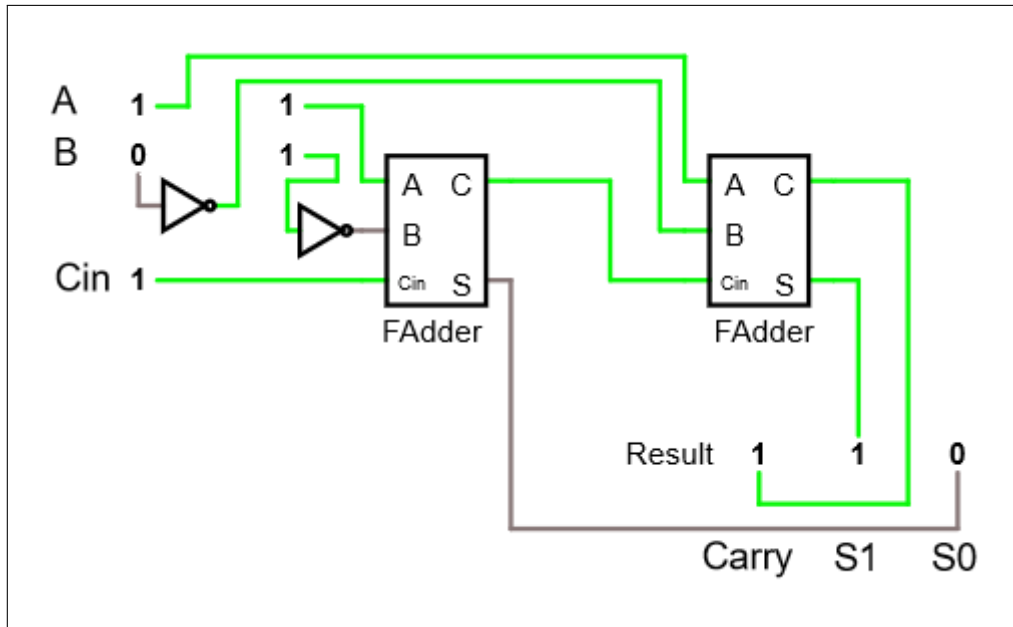 A 1 1
B 0 1
A C
B
Cin S
FAdder
A C
B
Cin S
FAdder
Cin 1
Result 1 1 0
Carry S1 S0